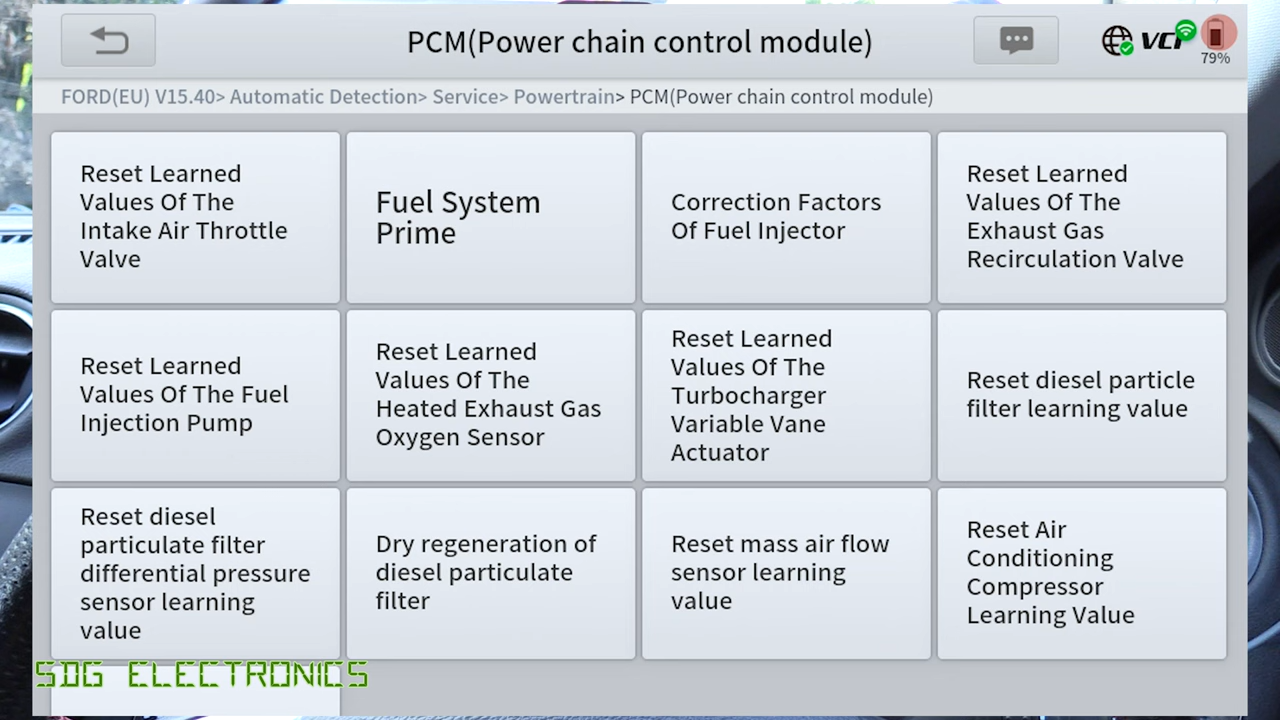 PCM(Power chain control module)
VCI
79%
FORD(EU) V15.40> Automatic Detection> Service> Powertrain> PCM(Power chain control module)
Reset Learned
Values Of The
Intake Air Throttle
Valve
Fuel System
Prime
Correction Factors
Of Fuel Injector
Reset Learned
Values Of The
Exhaust Gas
Recirculation Valve
Reset Learned
Values Of The Fuel
Injection Pump
Reset Learned
Values Of The
Heated Exhaust Gas
Oxygen Sensor
Reset Learned
Values Of The
Turbocharger
Variable Vane
Actuator
Reset diesel particle
filter learning value
Reset diesel
particulate filter
differential pressure
sensor learning
value
Dry regeneration of
diesel particulate
filter
Reset mass air flow
sensor learning
value
Reset Air
Conditioning
Compressor
Learning Value
SDG ELECTRONICS